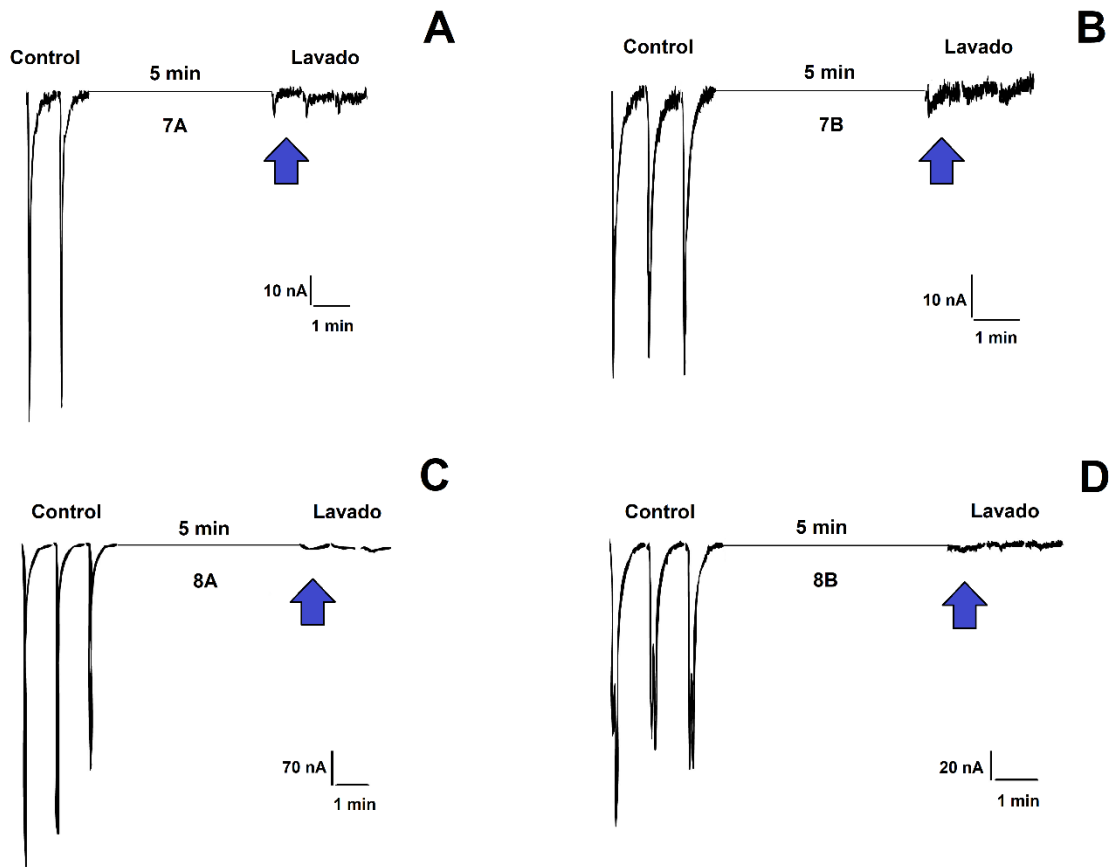 A
Control
Lavado
5 min
7A
10 nA
1 min
B
Control
Lavado
5 min
7B
10 nA
1 min
C
Control
Lavado
5 min
8A
70 nA
1 min
D
Control
Lavado
5 min
8B
20 nA
1 min